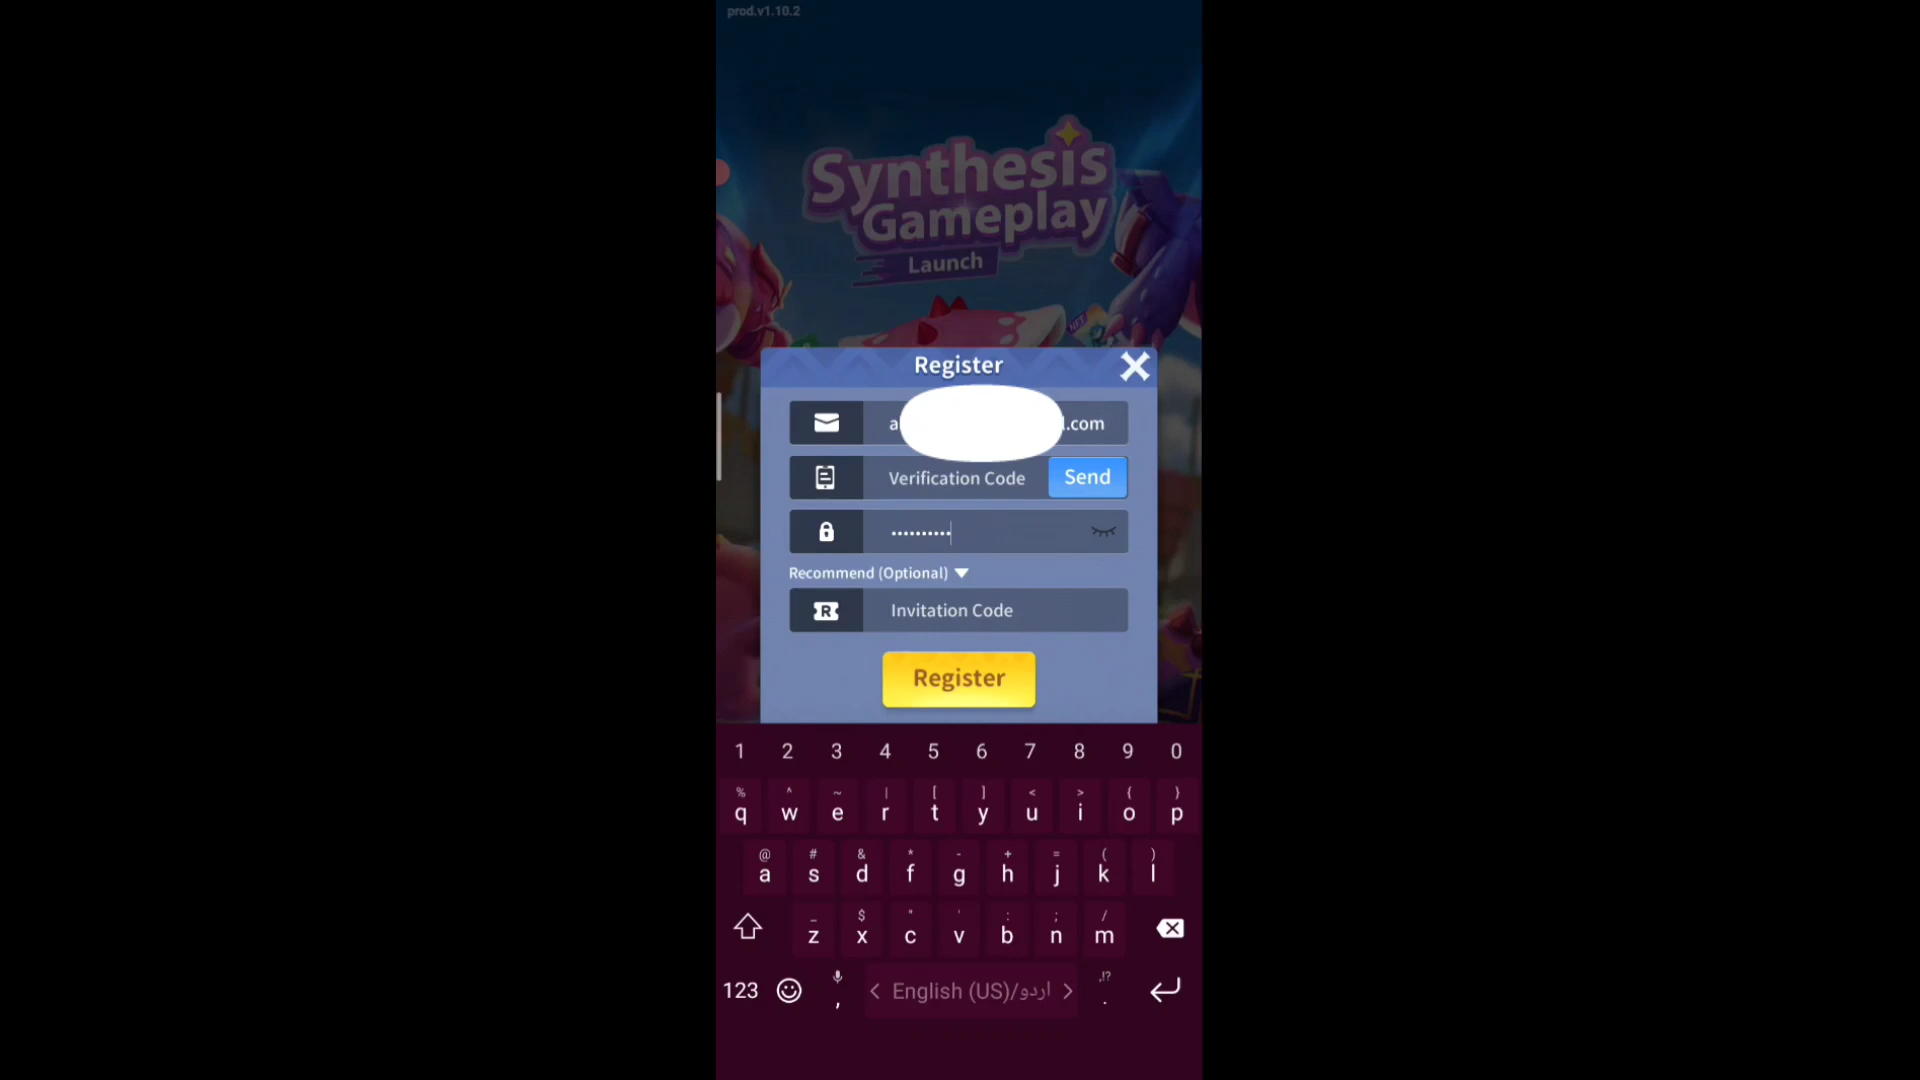 prod.v1.10.2
Synthesis
Gameplay
Launch
NFT
Register
.com
Verification Code
Send
Recommend (Optional)
R
Invitation Code
Register
1 2 3 4 5 6 7 8 9 0
% ^ ~ | [ ] < > { }
q w e r t y u i o p
@ # & * - + = ( )
a s d f g h j k l
_ $ " ' : ; /
z x c v b n m
,!?
123 , < English (US)/اردو > .